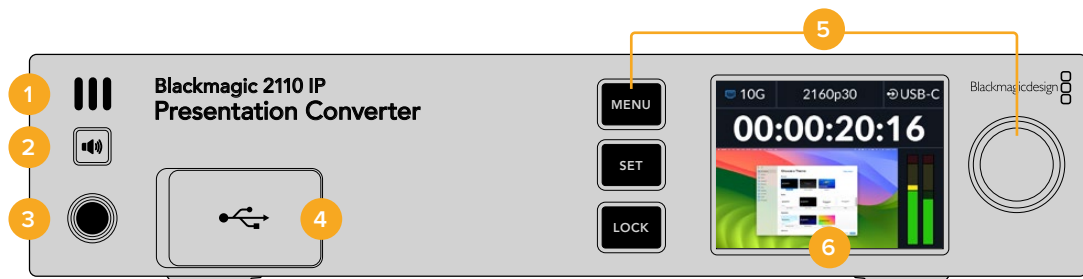 5
1
Blackmagic 2110 IP
Presentation Converter
2
3
4
MENU
SET
LOCK
10G 2160p30 USB-C
00:00:20:16
6
Blackmagicdesign